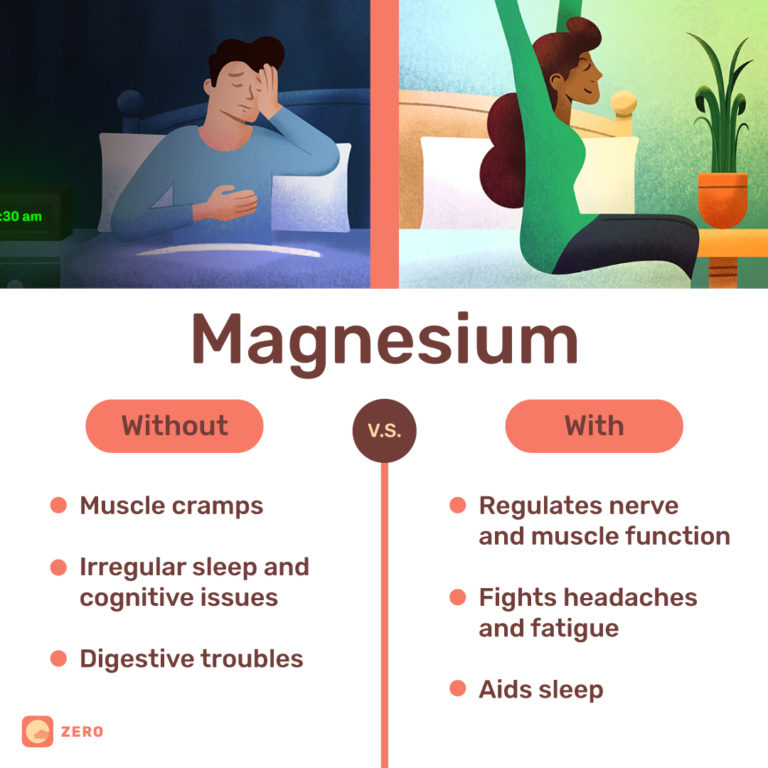 :30 am
Magnesium
Without
V.S.
With
Muscle cramps
Irregular sleep and
cognitive issues
Digestive troubles
Regulates nerve
and muscle function
Fights headaches
and fatigue
Aids sleep
ZERO